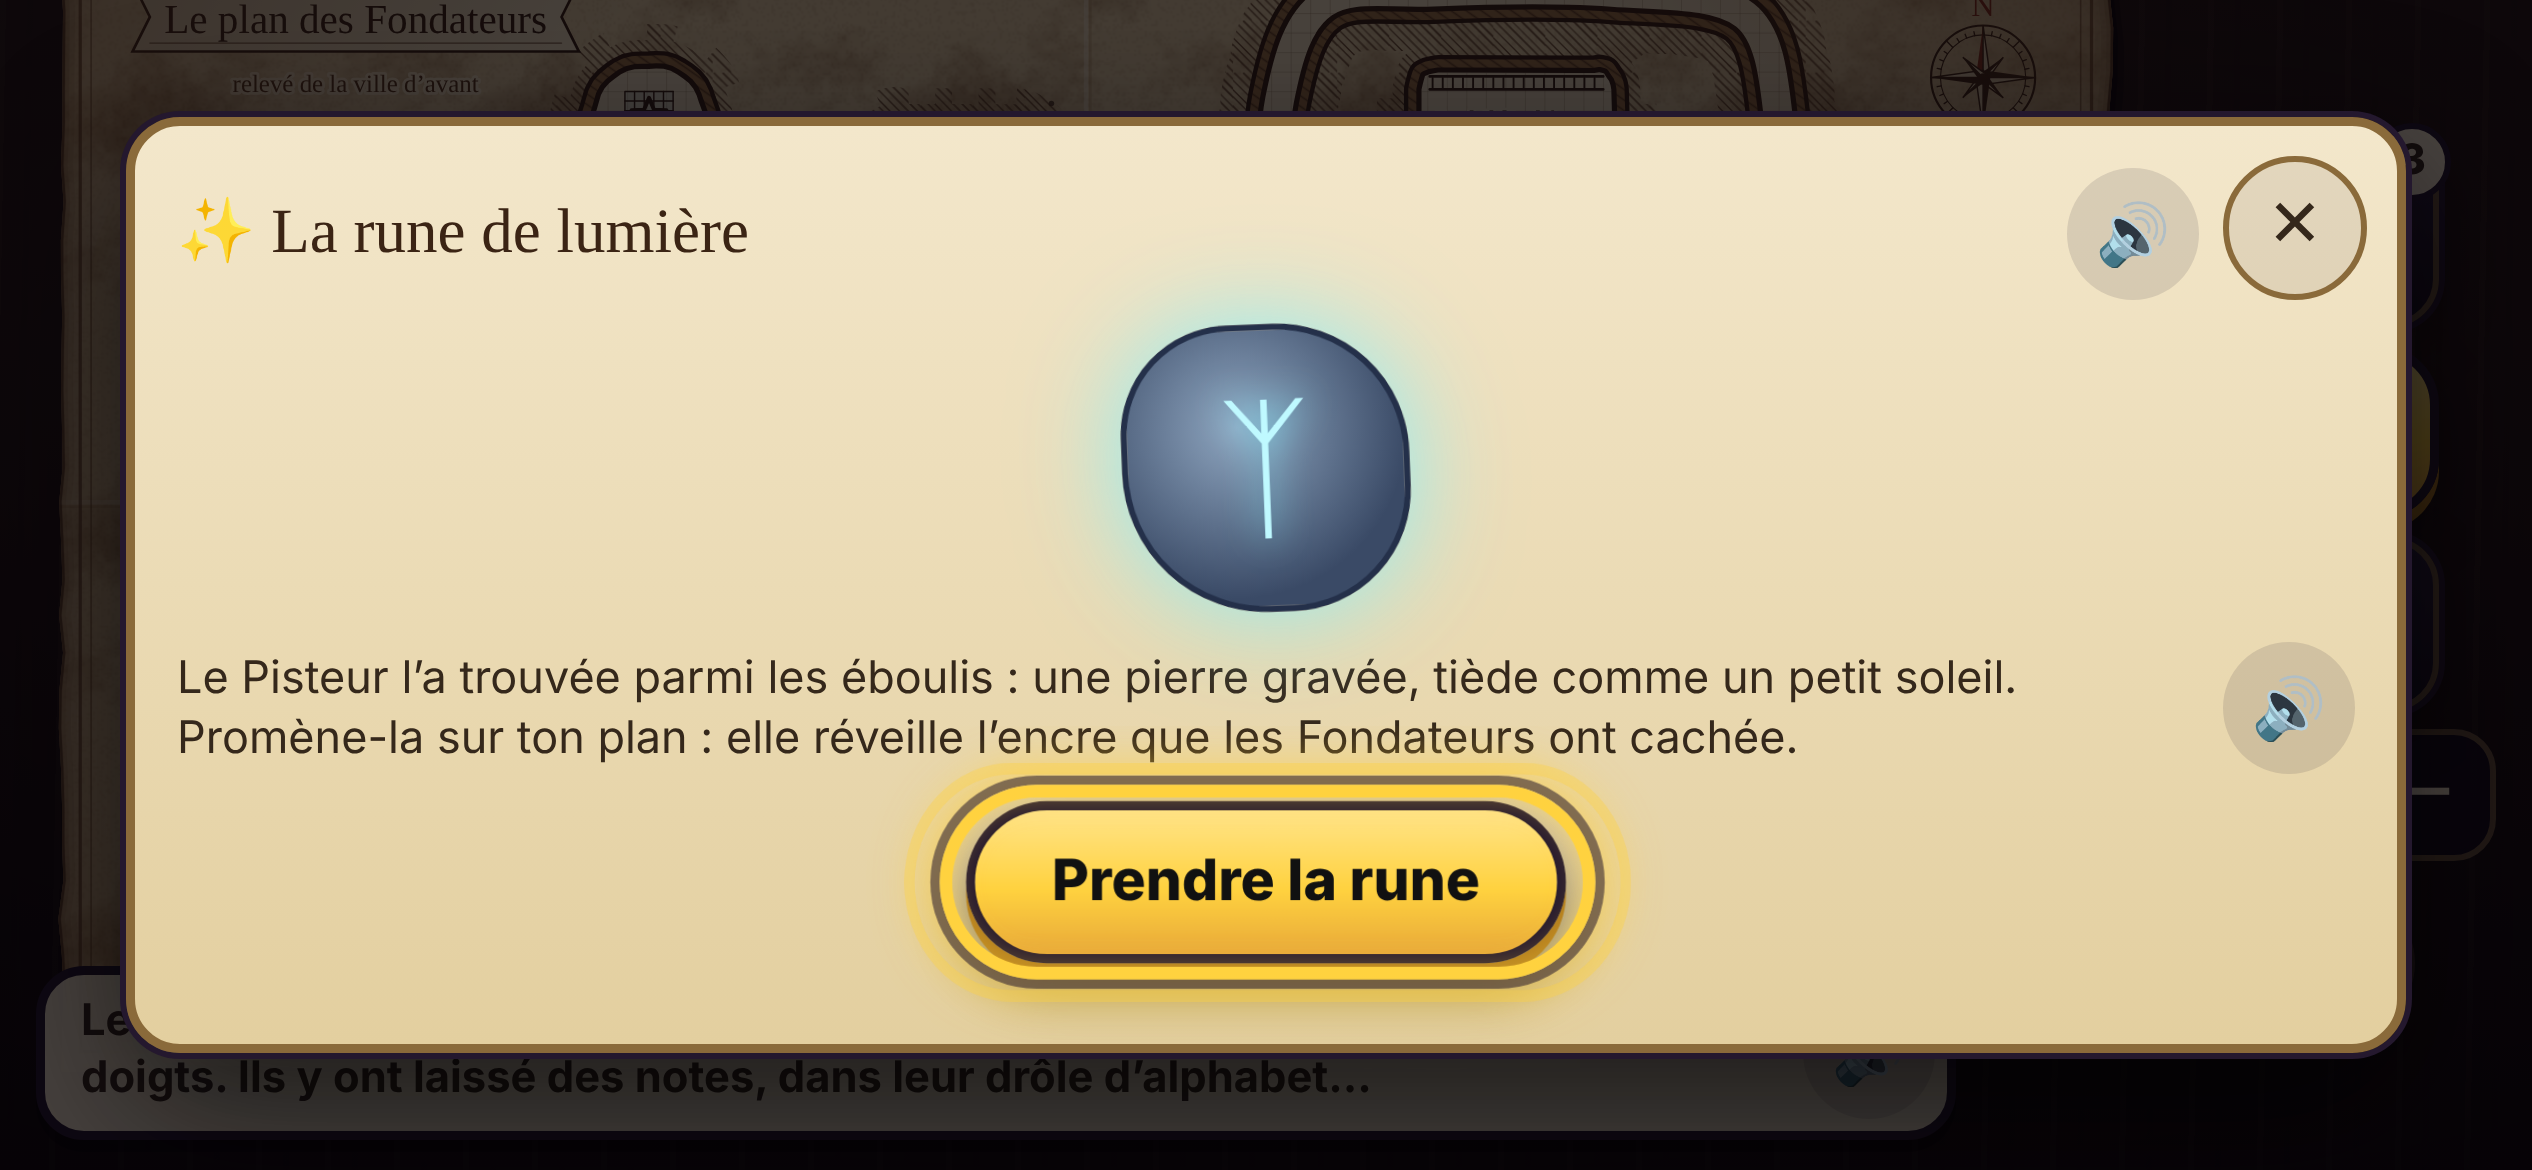 Le plan des Fondateurs
relevé de la ville d’avant
N
3
✨ La rune de lumière
ᛉ
Le Pisteur l’a trouvée parmi les éboulis : une pierre gravée, tiède comme un petit soleil.
Promène-la sur ton plan : elle réveille l’encre que les Fondateurs ont cachée.
Prendre la rune
doigts. Ils y ont laissé des notes, dans leur drôle d’alphabet…